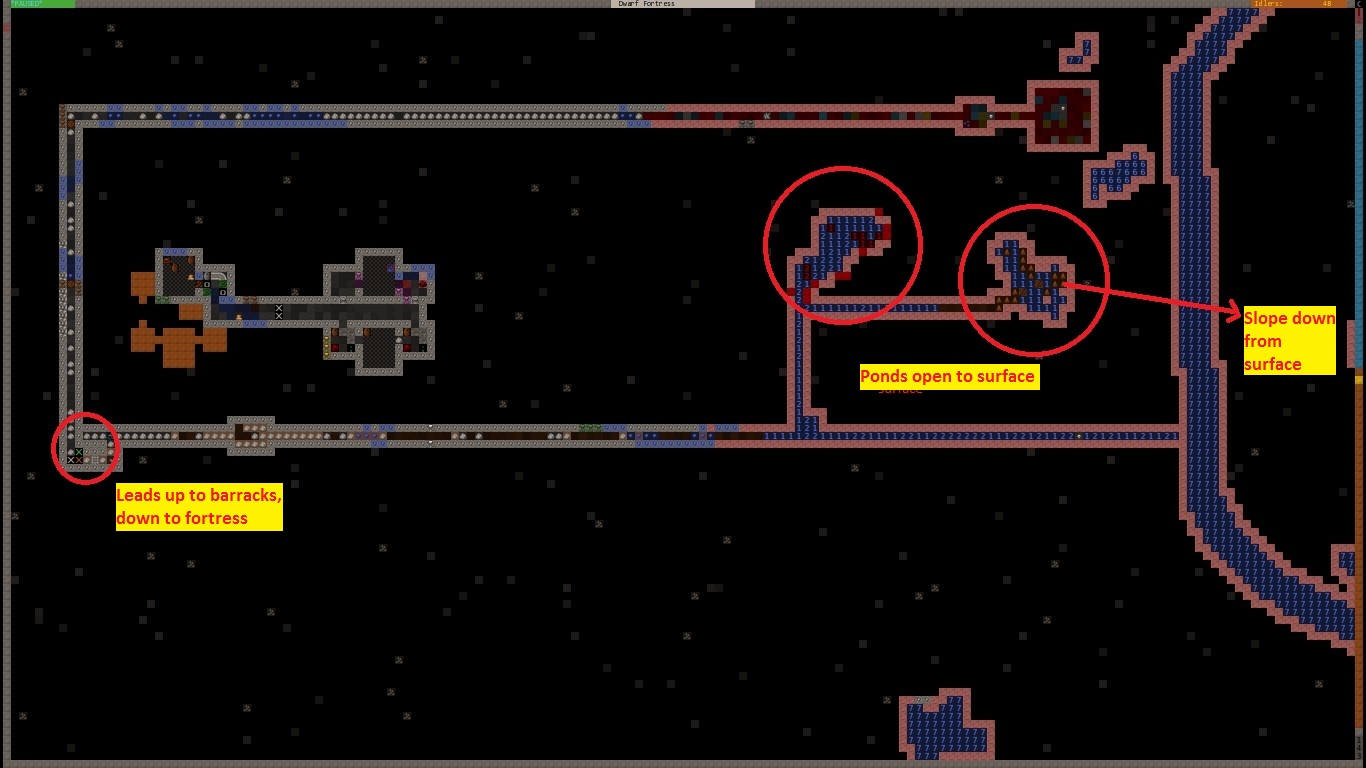 *PAUSED*
Dwarf Fortress
Idlers: 48
Slope down
from
surface
Ponds open to surface
surface
Leads up to barracks,
down to fortress